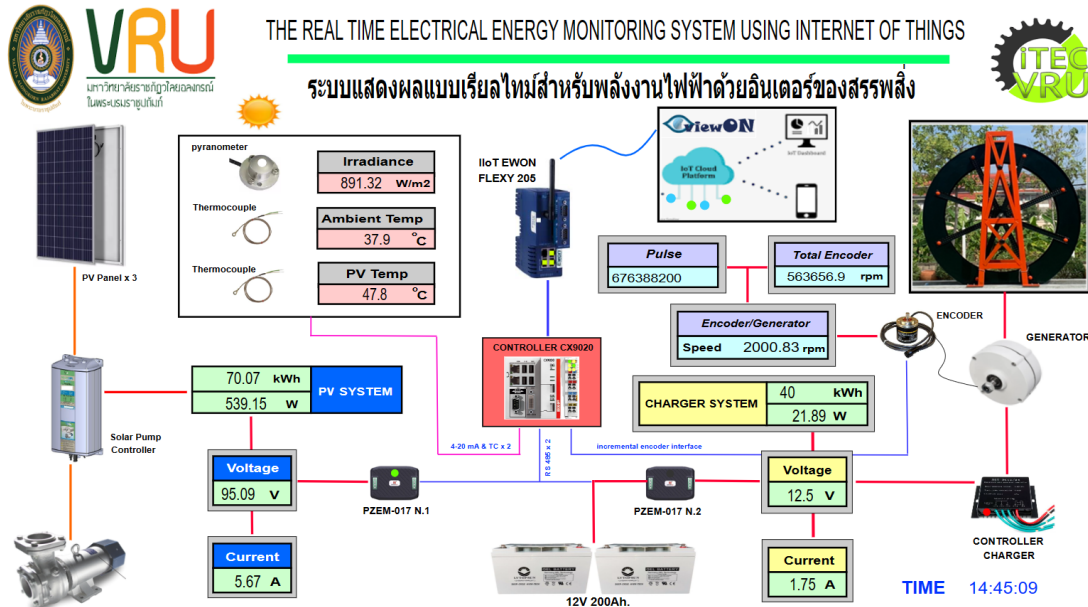 VRU
มหาวิทยาลัยราชภัฏวไลยอลงกรณ์
ในพระบรมราชูปถัมภ์
THE REAL TIME ELECTRICAL ENERGY MONITORING SYSTEM USING INTERNET OF THINGS
ระบบแสดงผลแบบเรียลไทม์สำหรับพลังงานไฟฟ้าด้วยอินเตอร์ของสรรพสิ่ง
iTEC
VRU
pyranometer
Irradiance
891.32 W/m2
Thermocouple
Ambient Temp
37.9 °C
Thermocouple
PV Temp
47.8 °C
PV Panel x 3
IIoT EWON
FLEXY 205
viewON
IoT Cloud
Platform
IoT Dashboard
Pulse
676388200
Total Encoder
563656.9 rpm
Encoder/Generator
Speed 2000.83 rpm
ENCODER
GENERATOR
CONTROLLER CX9020
70.07 kWh
539.15 W
PV SYSTEM
CHARGER SYSTEM
40 kWh
21.89 W
Solar Pump
Controller
4-20 mA & TC x 2
RS 485 x 2
incremental encoder interface
Voltage
95.09 V
PZEM-017 N.1
PZEM-017 N.2
Voltage
12.5 V
CONTROLLER
CHARGER
Current
5.67 A
12V 200Ah.
Current
1.75 A
TIME 14:45:09